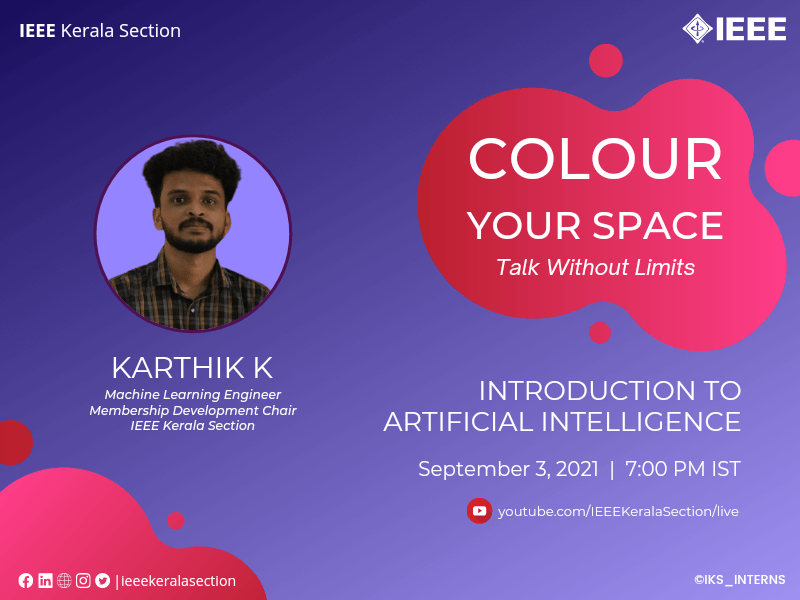 IEEE Kerala Section
IEEE
COLOUR
YOUR SPACE
Talk Without Limits
KARTHIK K
Machine Learning Engineer
Membership Development Chair
IEEE Kerala Section
INTRODUCTION TO
ARTIFICIAL INTELLIGENCE
September 3, 2021 | 7:00 PM IST
youtube.com/IEEEKeralaSection/live
|ieeekeralasection
©IKS_INTERNS